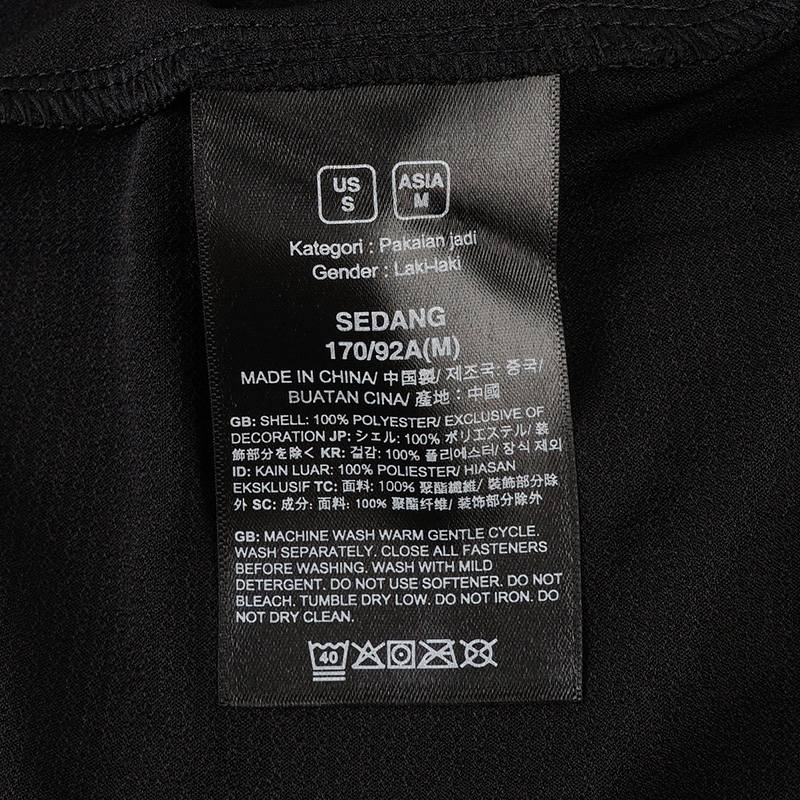 US
S
ASIA
M
Kategori : Pakaian jadi
Gender : Laki-laki
SEDANG
170/92A(M)
MADE IN CHINA/ 中国製/ 제조국: 중국/
BUATAN CINA/ 產地：中國
GB: SHELL: 100% POLYESTER/ EXCLUSIVE OF
DECORATION JP: シェル: 100% ポリエステル/ 装
飾部分を除く KR: 겉감: 100% 폴리에스터/ 장식 제외
ID: KAIN LUAR: 100% POLIESTER/ HIASAN
EKSKLUSIF TC: 面料: 100% 聚酯纖維/ 裝飾部分除
外 SC: 成分: 面料: 100% 聚酯纤维/ 装饰部分除外
GB: MACHINE WASH WARM GENTLE CYCLE.
WASH SEPARATELY. CLOSE ALL FASTENERS
BEFORE WASHING. WASH WITH MILD
DETERGENT. DO NOT USE SOFTENER. DO NOT
BLEACH. TUMBLE DRY LOW. DO NOT IRON. DO
NOT DRY CLEAN.
40